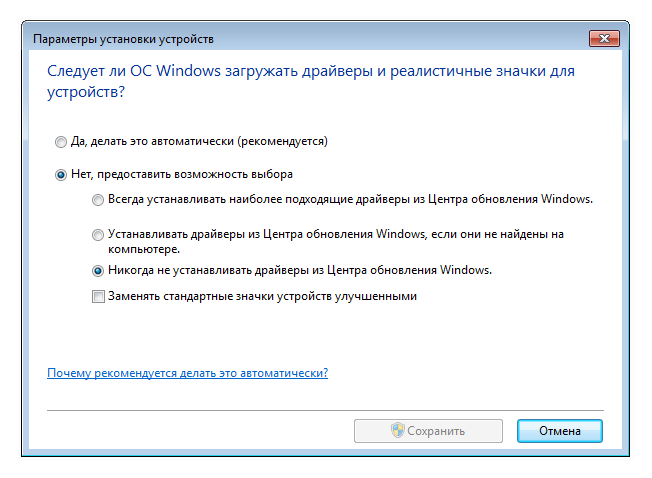 Параметры установки устройств
Следует ли ОС Windows загружать драйверы и реалистичные значки для
устройств?
Да, делать это автоматически (рекомендуется)
Нет, предоставить возможность выбора
Всегда устанавливать наиболее подходящие драйверы из Центра обновления Windows.
Устанавливать драйверы из Центра обновления Windows, если они не найдены на
компьютере.
Никогда не устанавливать драйверы из Центра обновления Windows.
Заменять стандартные значки устройств улучшенными
Почему рекомендуется делать это автоматически?
Сохранить
Отмена